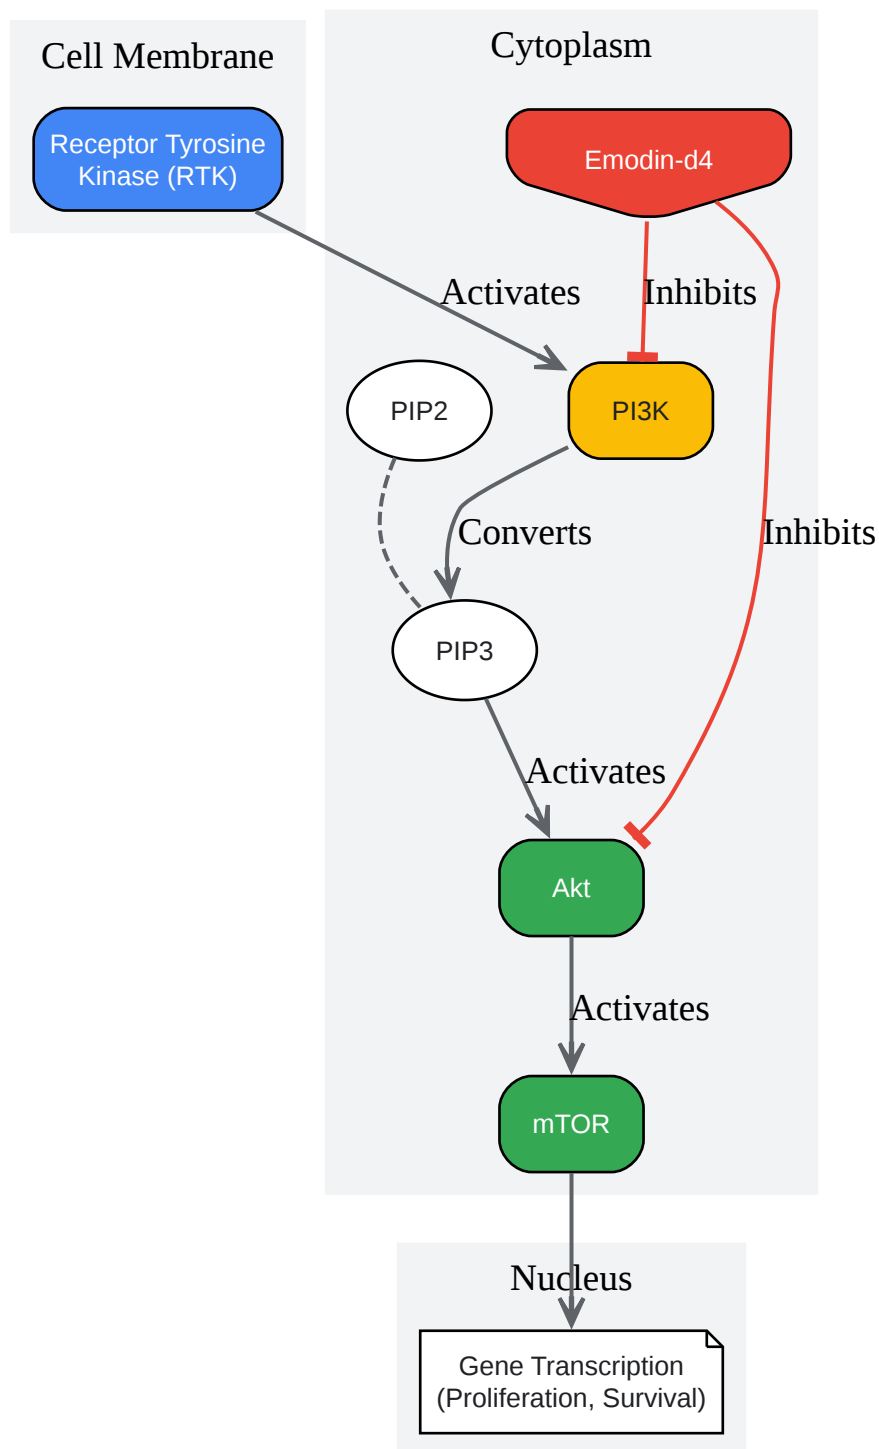 Cell Membrane
Cytoplasm
Receptor Tyrosine
Kinase (RTK)
Emodin-d4
Activates
Inhibits
PIP2
PI3K
Converts
Inhibits
PIP3
Activates
Akt
Activates
mTOR
Nucleus
Gene Transcription
(Proliferation, Survival)